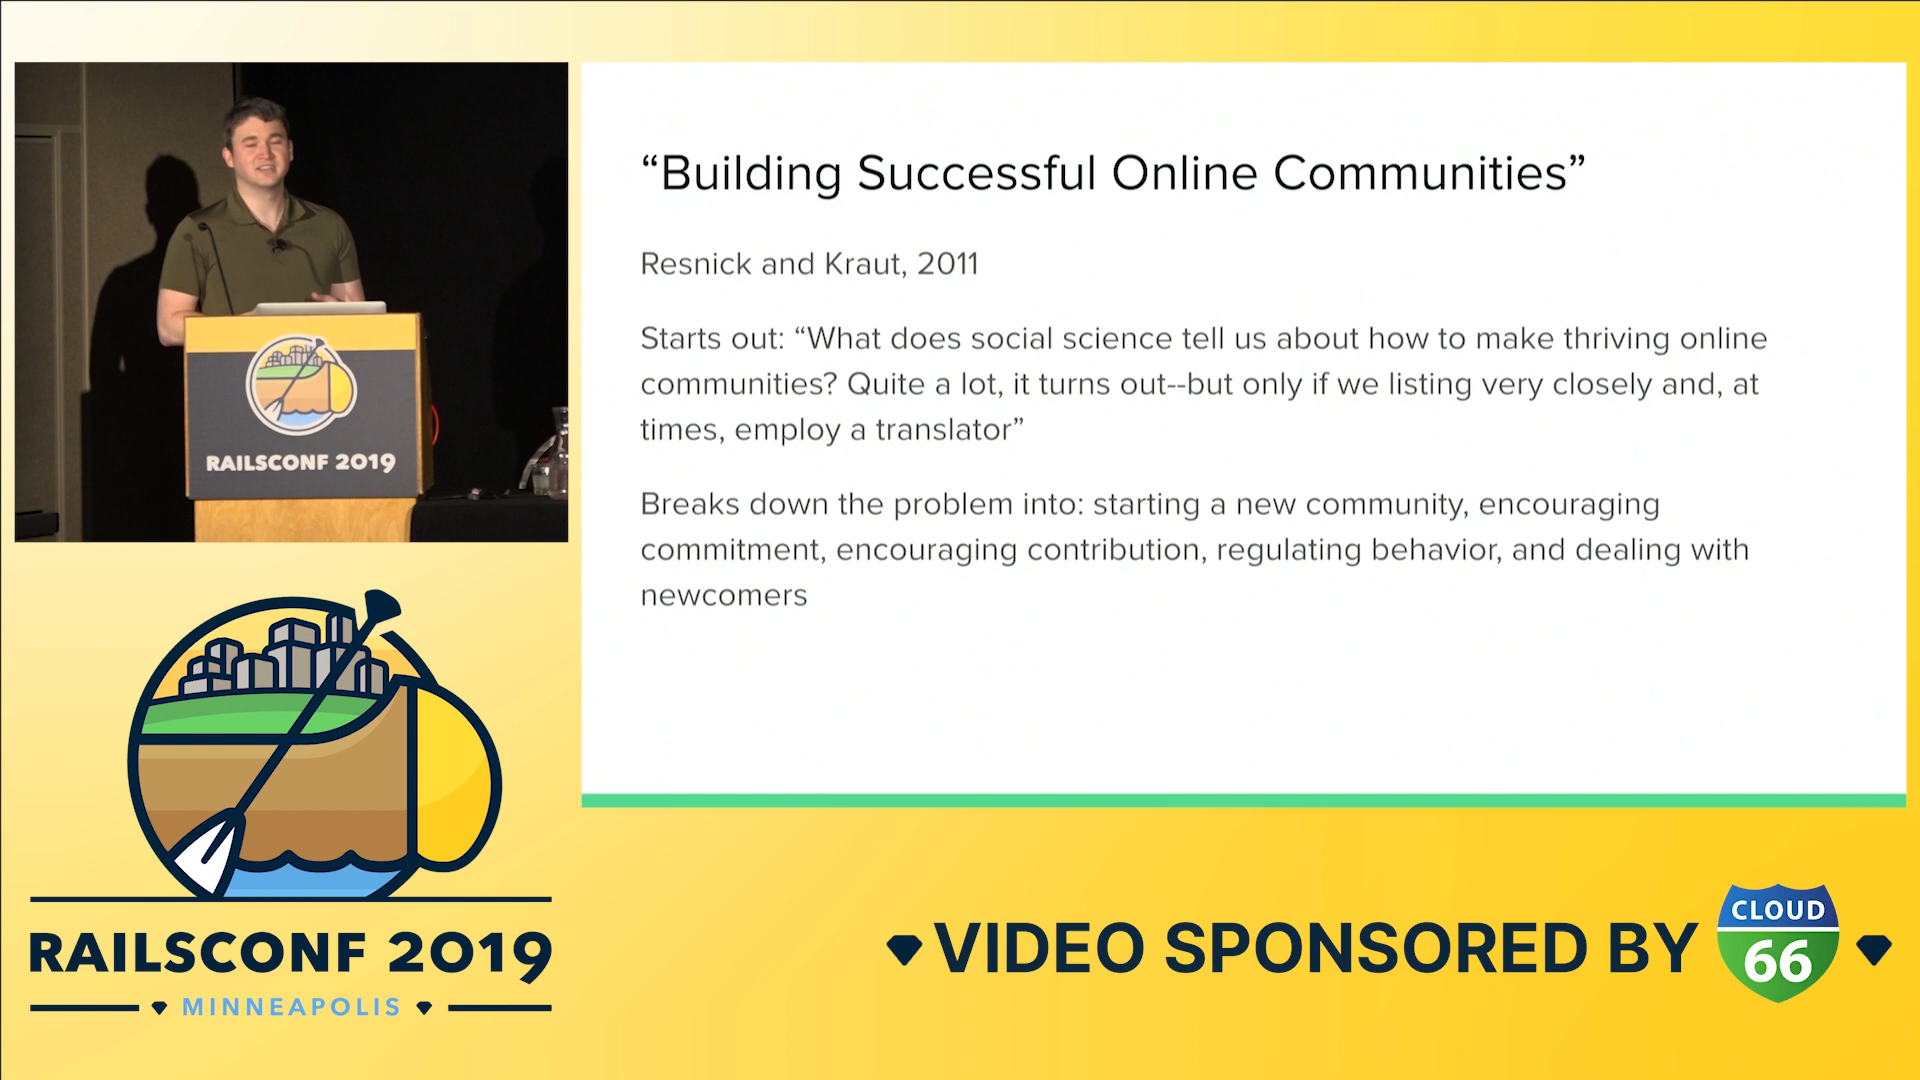 “Building Successful Online Communities”
Resnick and Kraut, 2011
Starts out: “What does social science tell us about how to make thriving online
communities? Quite a lot, it turns out--but only if we listing very closely and, at
times, employ a translator”
Breaks down the problem into: starting a new community, encouraging
commitment, encouraging contribution, regulating behavior, and dealing with
newcomers
RAILSCONF 2019
RAILSCONF 2019
MINNEAPOLIS
VIDEO SPONSORED BY
CLOUD
66